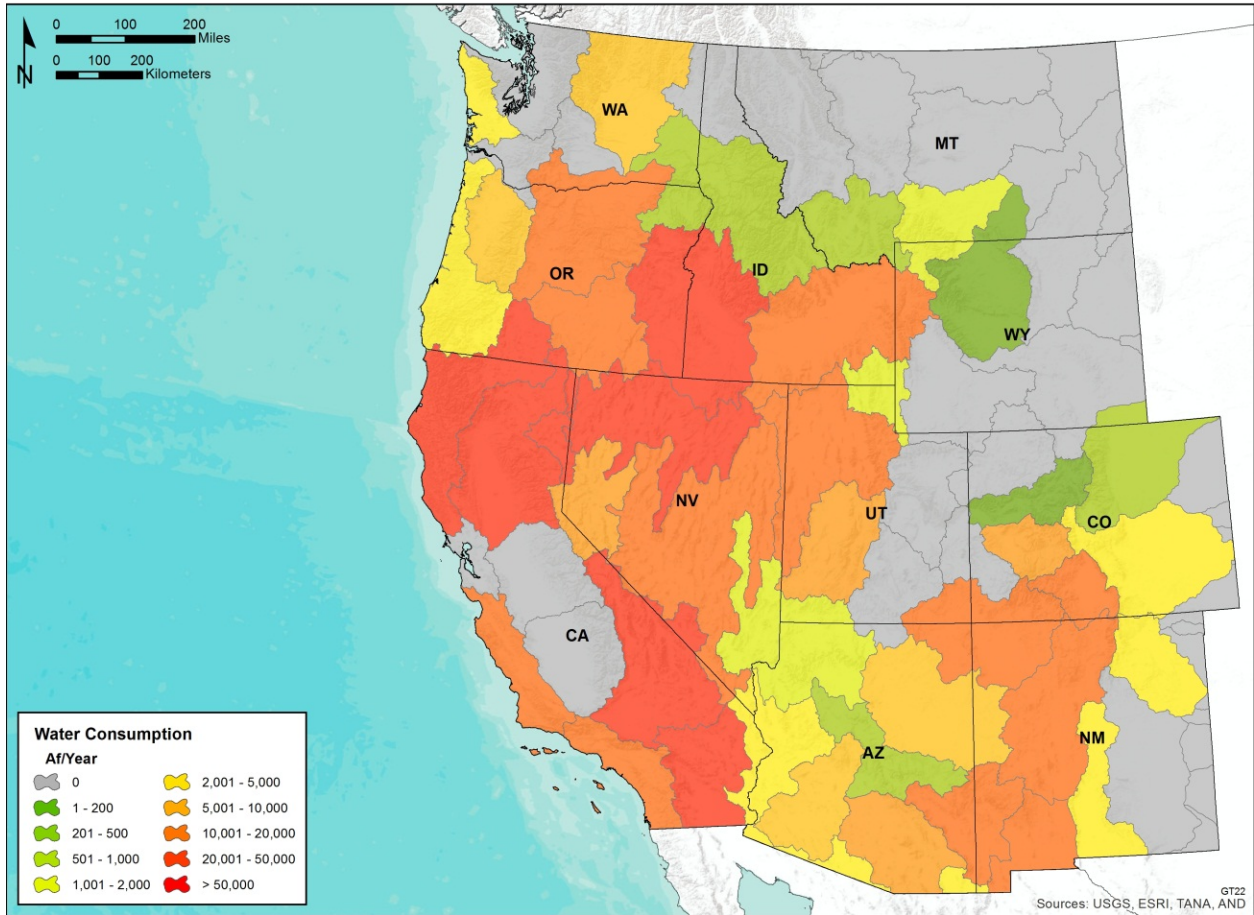 0 100 200
Miles
0 100 200
Kilometers
N
WA
MT
OR
ID
WY
NV
UT
CO
CA
AZ
NM
Water Consumption
Af/Year
0
1 - 200
201 - 500
501 - 1,000
1,001 - 2,000
2,001 - 5,000
5,001 - 10,000
10,001 - 20,000
20,001 - 50,000
> 50,000
GT22
Sources: USGS, ESRI, TANA, AND